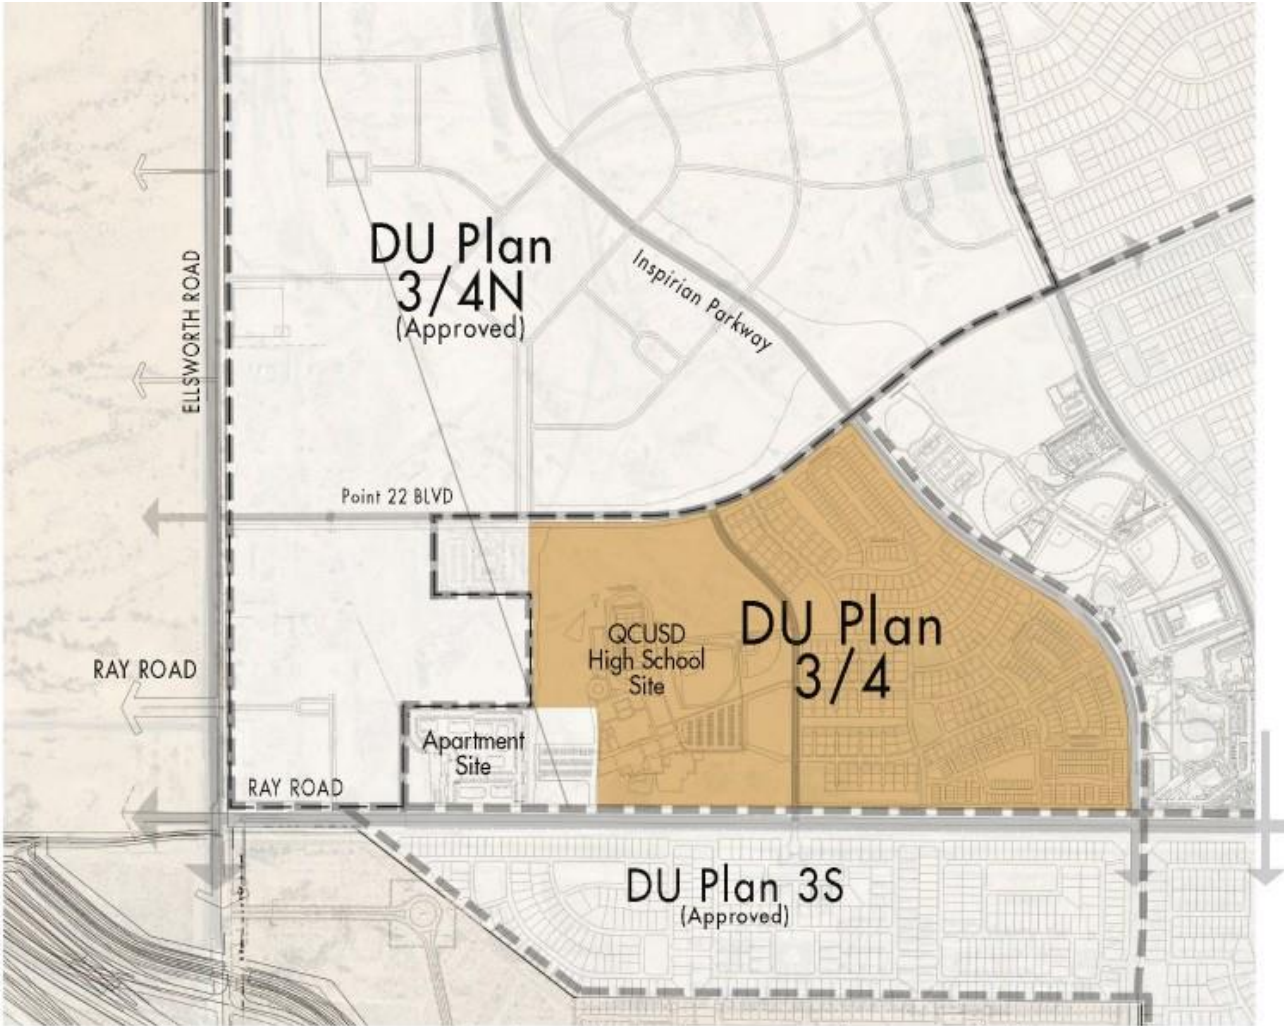 DU Plan
3/4N
(Approved)
Inspirian Parkway
ELLSWORTH ROAD
Point 22 BLVD
QCUSD
High School
Site
DU Plan
3/4
RAY ROAD
Apartment
Site
RAY ROAD
DU Plan 3S
(Approved)